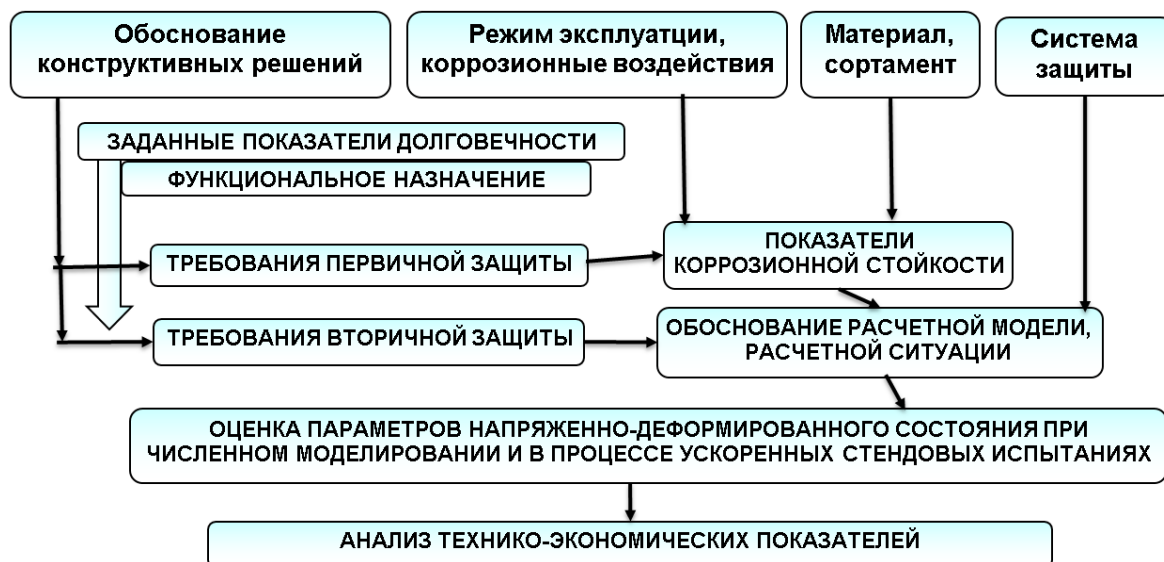 Обоснование
конструктивных решений
Режим эксплуатции,
коррозионные воздействия
Материал,
сортамент
Система
защиты
ЗАДАННЫЕ ПОКАЗАТЕЛИ ДОЛГОВЕЧНОСТИ
ФУНКЦИОНАЛЬНОЕ НАЗНАЧЕНИЕ
ТРЕБОВАНИЯ ПЕРВИЧНОЙ ЗАЩИТЫ
ПОКАЗАТЕЛИ
КОРРОЗИОННОЙ СТОЙКОСТИ
ТРЕБОВАНИЯ ВТОРИЧНОЙ ЗАЩИТЫ
ОБОСНОВАНИЕ РАСЧЕТНОЙ МОДЕЛИ,
РАСЧЕТНОЙ СИТУАЦИИ
ОЦЕНКА ПАРАМЕТРОВ НАПРЯЖЕННО-ДЕФОРМИРОВАННОГО СОСТОЯНИЯ ПРИ
ЧИСЛЕННОМ МОДЕЛИРОВАНИИ И В ПРОЦЕССЕ УСКОРЕННЫХ СТЕНДОВЫХ ИСПЫТАНИЯХ
АНАЛИЗ ТЕХНИКО-ЭКОНОМИЧЕСКИХ ПОКАЗАТЕЛЕЙ